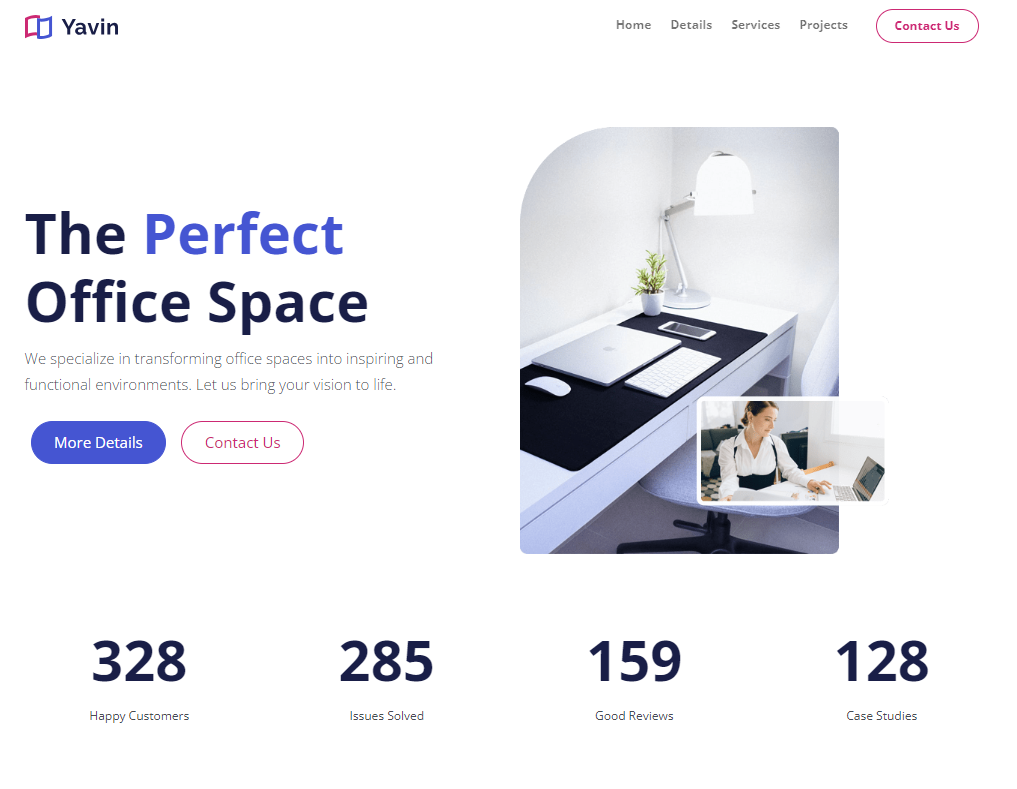 Yavin
Home Details Services Projects Contact Us
The Perfect
Office Space
We specialize in transforming office spaces into inspiring and
functional environments. Let us bring your vision to life.
More Details Contact Us
328 285 159 128
Happy Customers Issues Solved Good Reviews Case Studies